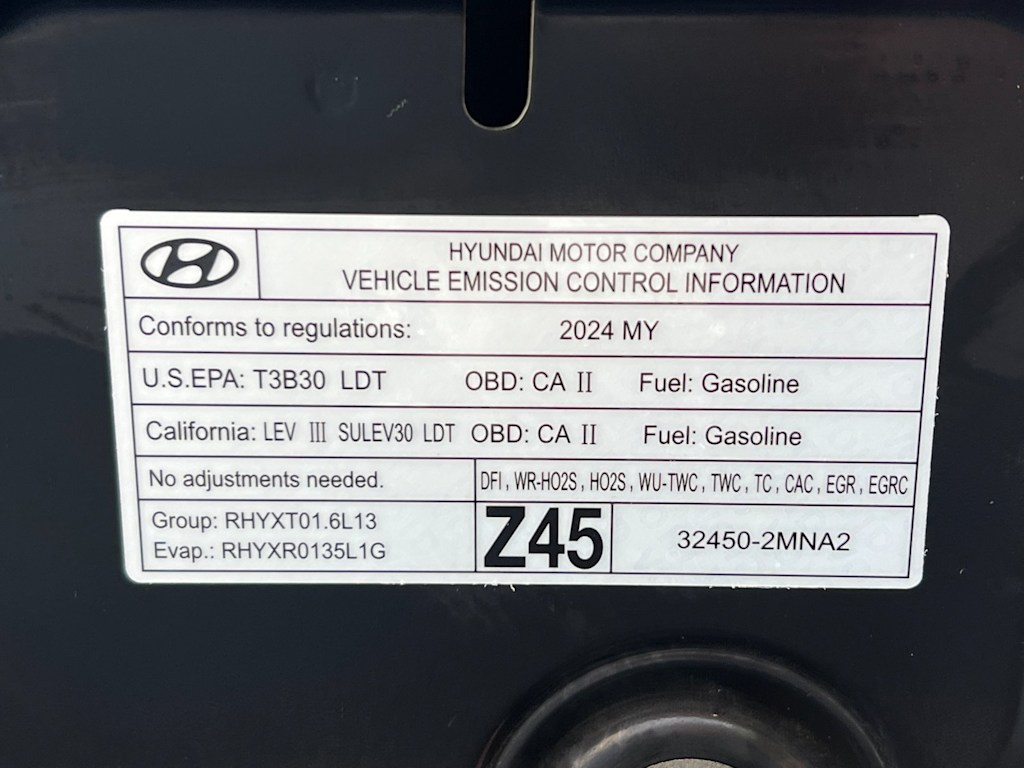 HYUNDAI MOTOR COMPANY
VEHICLE EMISSION CONTROL INFORMATION
Conforms to regulations: 2024 MY
U.S.EPA: T3B30 LDT OBD: CA II Fuel: Gasoline
California: LEV III SULEV30 LDT OBD: CA II Fuel: Gasoline
No adjustments needed. DFI, WR-HO2S, HO2S, WU-TWC, TWC, TC, CAC, EGR, EGRC
Group: RHYXT01.6L13
Evap.: RHYXR0135L1G
Z45 32450-2MNA2